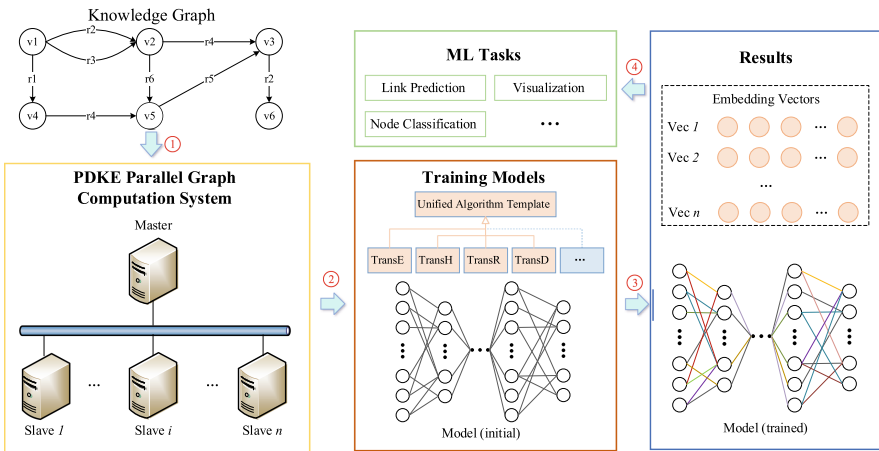 Knowledge Graph
v1
r2
r3
v2
r4
v3
r1
r6
r5
r2
v4
r4
v5
v6
①
PDKE Parallel Graph
Computation System
Master
...
...
Slave 1
Slave i
Slave n
②
ML Tasks
Link Prediction
Visualization
Node Classification
...
④
Training Models
Unified Algorithm Template
TransE
TransH
TransR
TransD
...
...
Model (initial)
③
Results
Embedding Vectors
Vec 1
...
Vec 2
...
...
Vec n
...
...
Model (trained)